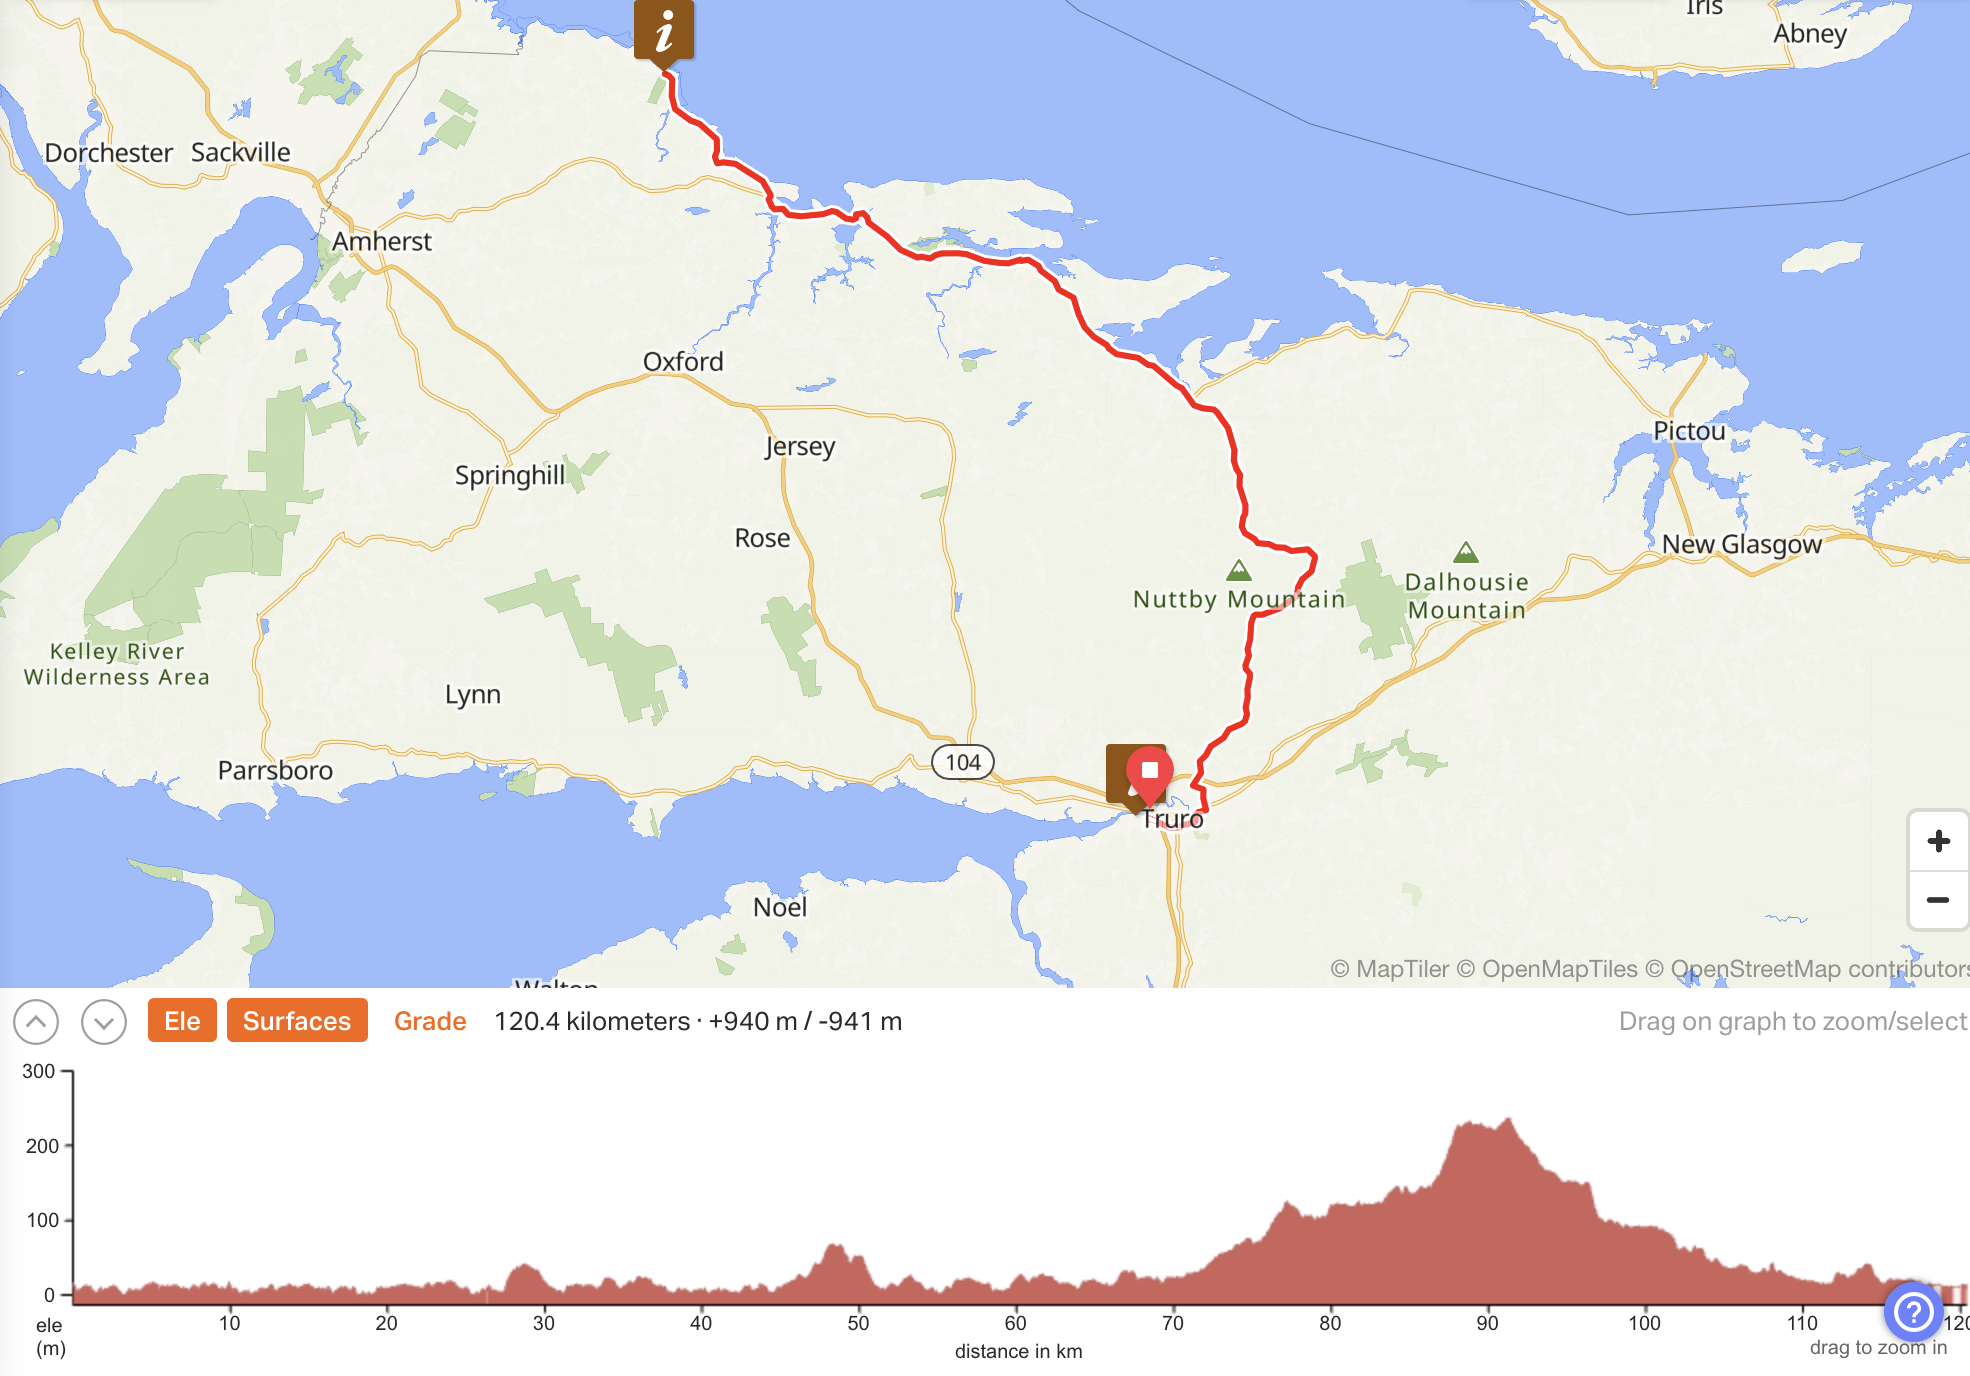 Iris
Abney
i
Dorchester
Sackville
Amherst
Oxford
Jersey
Springhill
Pictou
Rose
New Glasgow
Nuttby Mountain
Dalhousie
Mountain
Kelley River
Wilderness Area
Lynn
Parrsboro
104
Truro
Noel
+
−
© MapTiler © OpenMapTiles © OpenStreetMap contributors
Ele
Surfaces
Grade
120.4 kilometers · +940 m / -941 m
Drag on graph to zoom/select
300
200
100
0
ele
(m)
10
20
30
40
50
60
70
80
90
100
110
120
distance in km
drag to zoom in
?